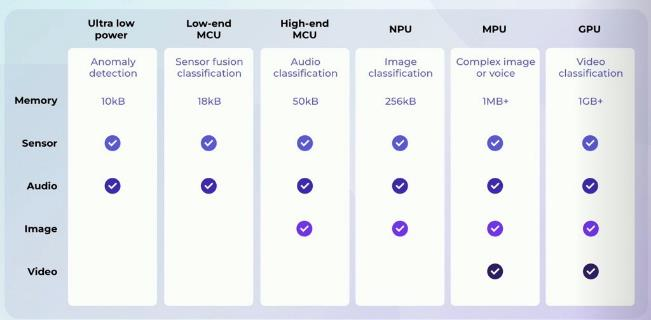 Ultra low power
Low-end MCU
High-end MCU
NPU
MPU
GPU
Anomaly detection
Sensor fusion classification
Audio classification
Image classification
Complex image or voice
Video classification
Memory
10kB
18kB
50kB
256kB
1MB+
1GB+
Sensor
Audio
Image
Video